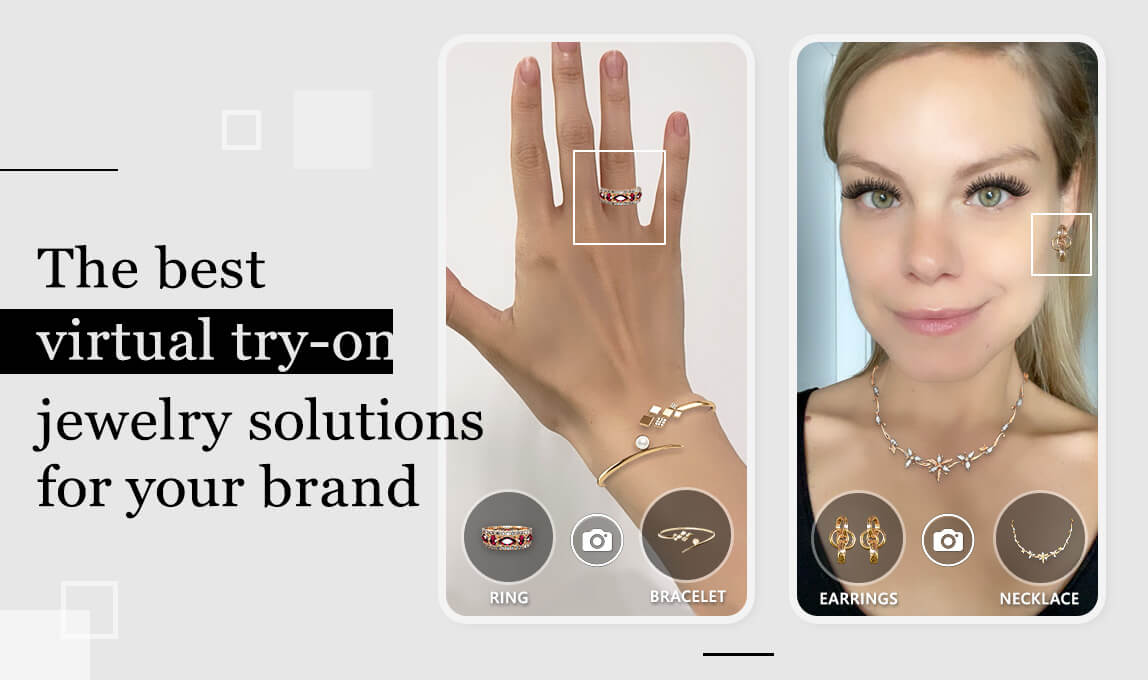 The best
virtual try-on
jewelry solutions
for your brand
RING
BRACELET
EARRINGS
NECKLACE